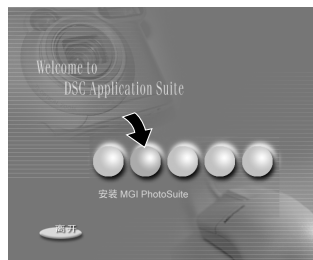 Welcome to
DSC Application Suite
安装 MGI PhotoSuite
离开